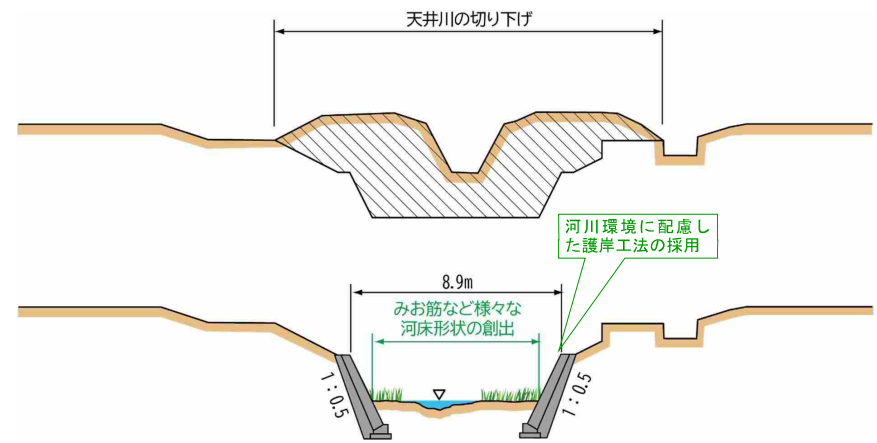 天井川の切り下げ
河川環境に配慮し
た護岸工法の採用
8.9m
みお筋など様々な
河床形状の創出
1：0.5
1：0.5